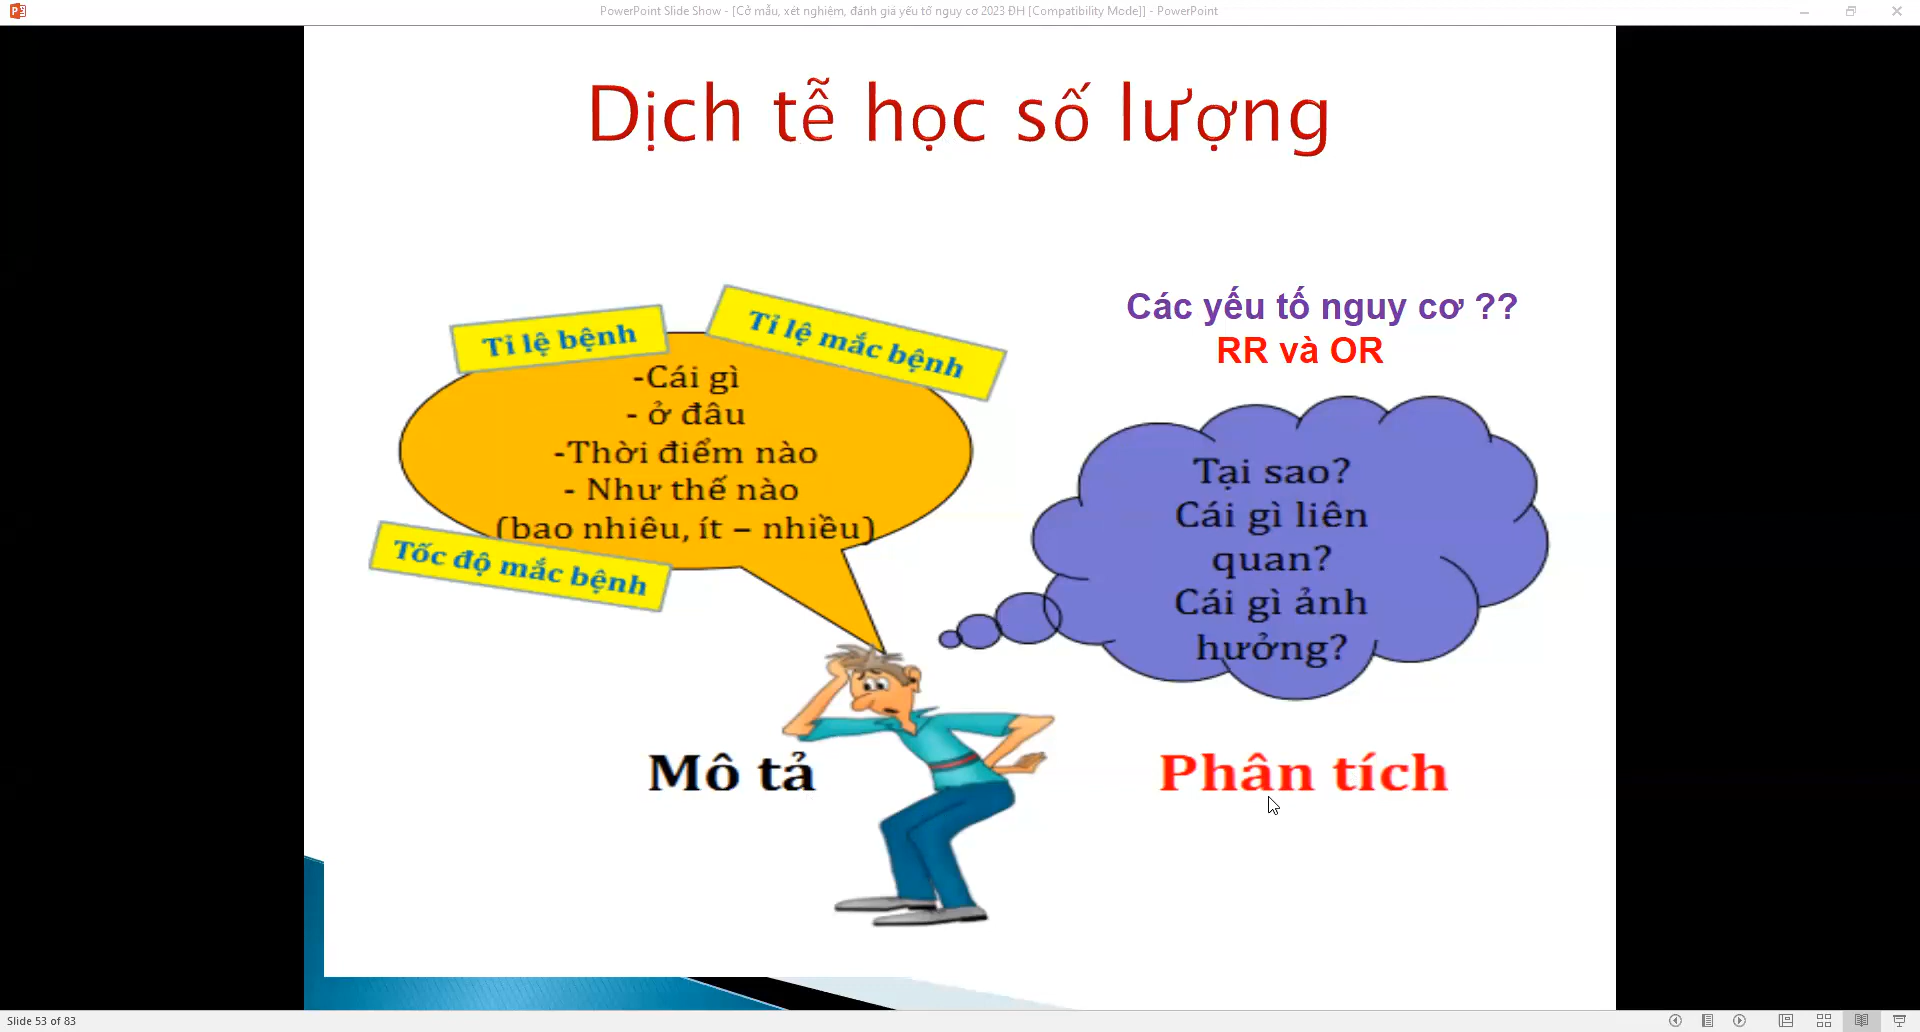 PowerPoint Slide Show - [Cở mẫu, xét nghiệm, đánh giá yếu tố nguy cơ 2023 ĐH [Compatibility Mode]] - PowerPoint
Dịch tễ học số lượng
Tỉ lệ bệnh
Tỉ lệ mắc bệnh
-Cái gì
- ở đâu
-Thời điểm nào
- Như thế nào
(bao nhiêu, ít – nhiều)
Tốc độ mắc bệnh
Các yếu tố nguy cơ ??
RR và OR
Tại sao?
Cái gì liên
quan?
Cái gì ảnh
hưởng?
Mô tả
Phân tích
Slide 53 of 83